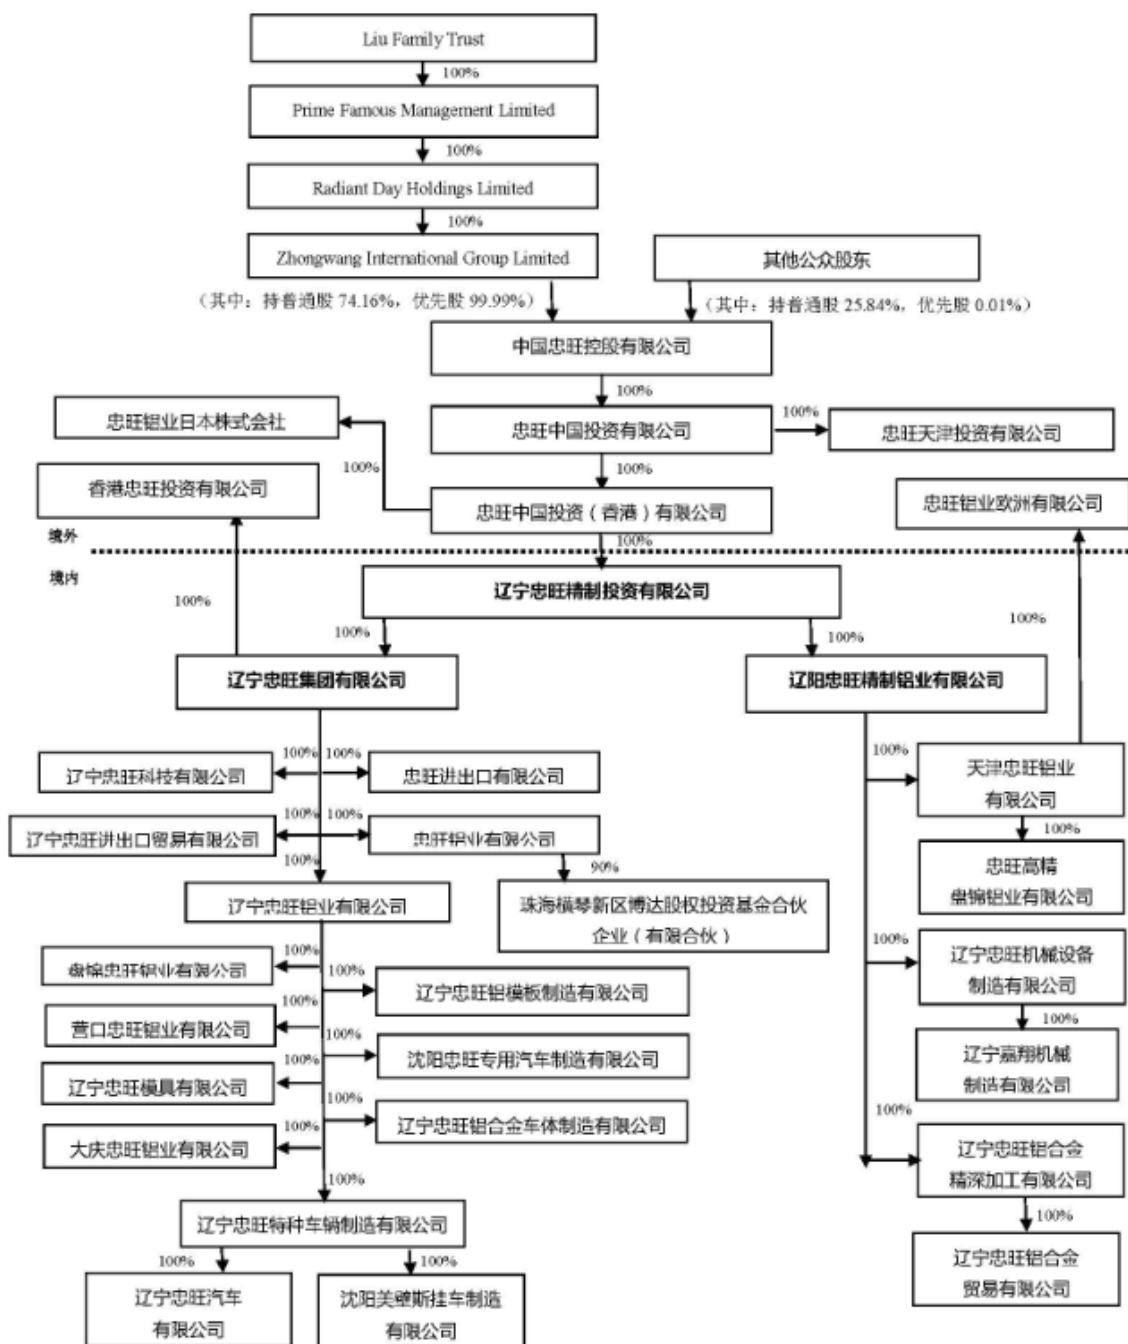 Liu Family Trust
100%
Prime Famous Management Limited
100%
Radiant Day Holdings Limited
100%
Zhongwang International Group Limited
其他公众股东
（其中：持普通股 74.16%，优先股 99.99%）
（其中：持普通股 25.84%，优先股 0.01%）
中国忠旺控股有限公司
100%
忠旺铝业日本株式会社
忠旺中国投资有限公司
100%
忠旺天津投资有限公司
100%
100%
香港忠旺投资有限公司
忠旺中国投资（香港）有限公司
忠旺铝业欧洲有限公司
境外
100%
境内
辽宁忠旺精制投资有限公司
100%
100%
100%
100%
辽宁忠旺集团有限公司
辽阳忠旺精制铝业有限公司
100%
100%
100%
辽宁忠旺科技有限公司
忠旺进出口有限公司
天津忠旺铝业
有限公司
100%
100%
100%
辽宁忠旺进出口贸易有限公司
忠旺铝业有限公司
100%
90%
忠旺高精
盘锦铝业有限公司
辽宁忠旺铝业有限公司
珠海横琴新区博达股权投资基金合伙
企业（有限合伙）
100%
100%
盘锦忠旺铝业有限公司
100%
辽宁忠旺机械设备
制造有限公司
辽宁忠旺铝模板制造有限公司
100%
100%
营口忠旺铝业有限公司
100%
沈阳忠旺专用汽车制造有限公司
辽宁嘉翔机械
制造有限公司
100%
辽宁忠旺模具有限公司
100%
100%
辽宁忠旺铝合金车体制造有限公司
100%
大庆忠旺铝业有限公司
辽宁忠旺铝合金
精深加工有限公司
100%
100%
辽宁忠旺特种车辆制造有限公司
100%
100%
辽宁忠旺铝合金
贸易有限公司
辽宁忠旺汽车
有限公司
沈阳美壁斯挂车制造
有限公司